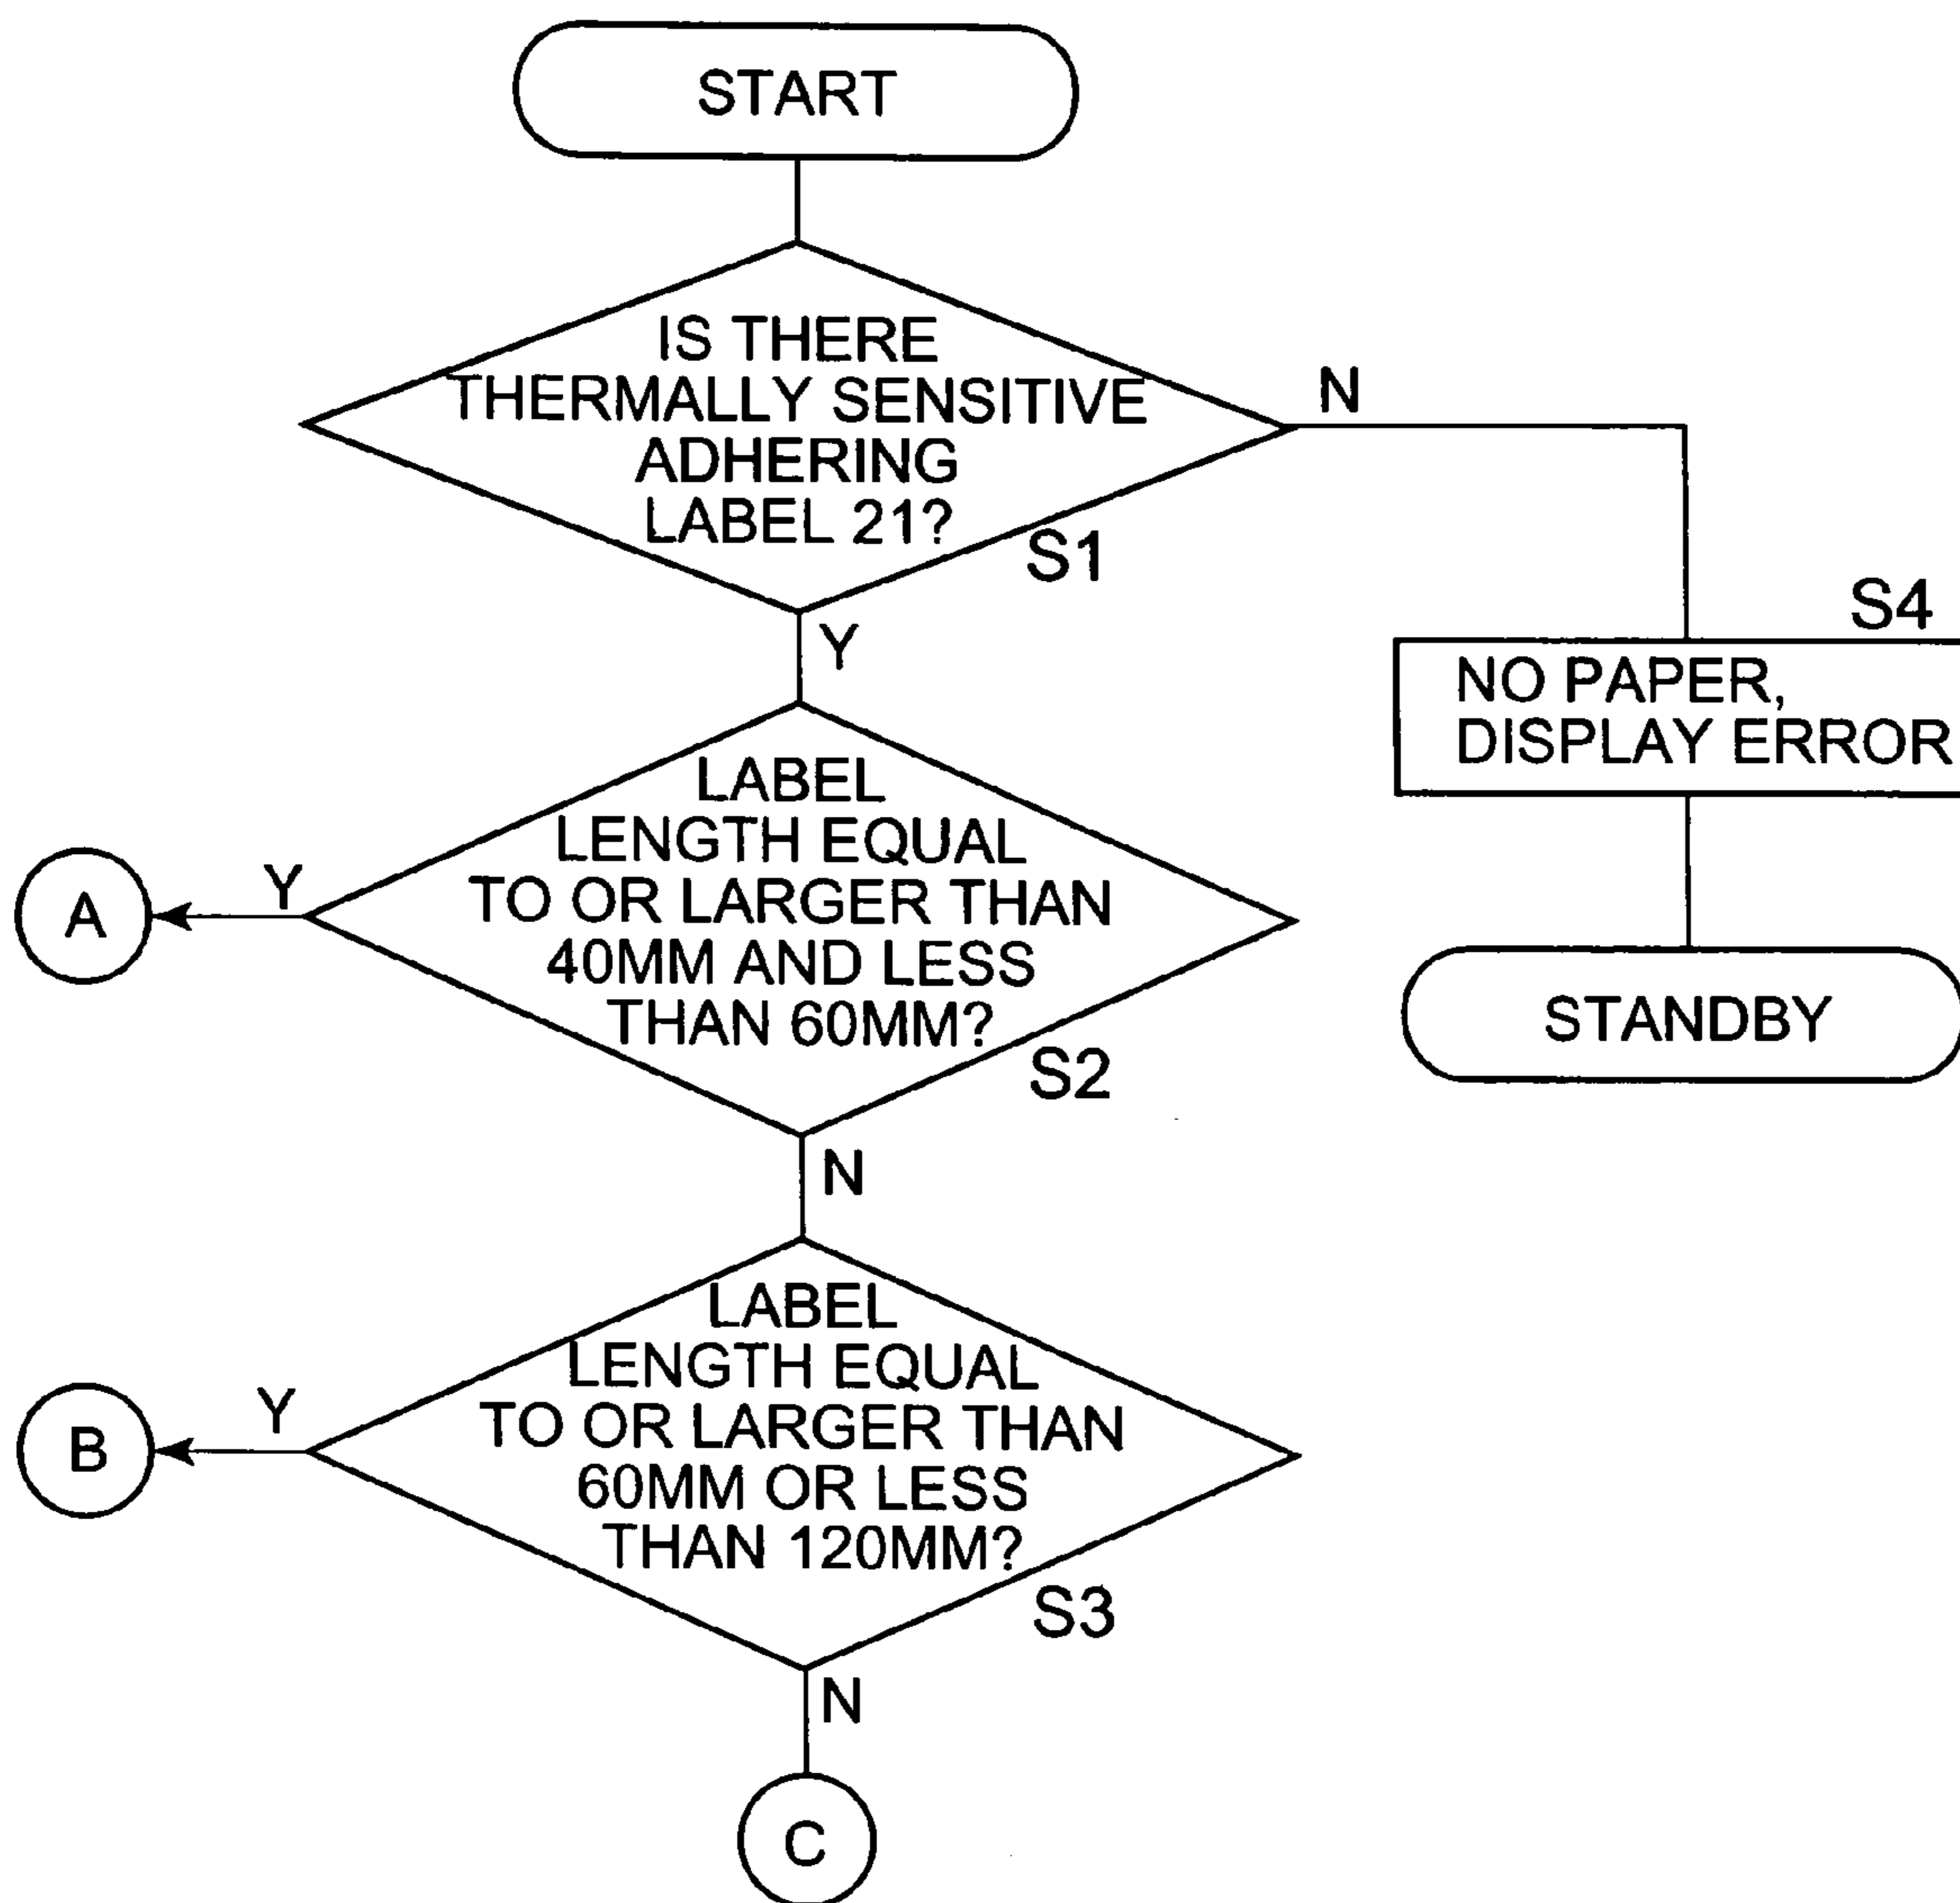 START
IS THERE
THERMALLY SENSITIVE
ADHERING
LABEL 21?
S1
N
Y
S4
NO PAPER,
DISPLAY ERROR
STANDBY
LABEL
LENGTH EQUAL
TO OR LARGER THAN
40MM AND LESS
THAN 60MM?
S2
Y
A
N
LABEL
LENGTH EQUAL
TO OR LARGER THAN
60MM OR LESS
THAN 120MM?
S3
Y
B
N
C